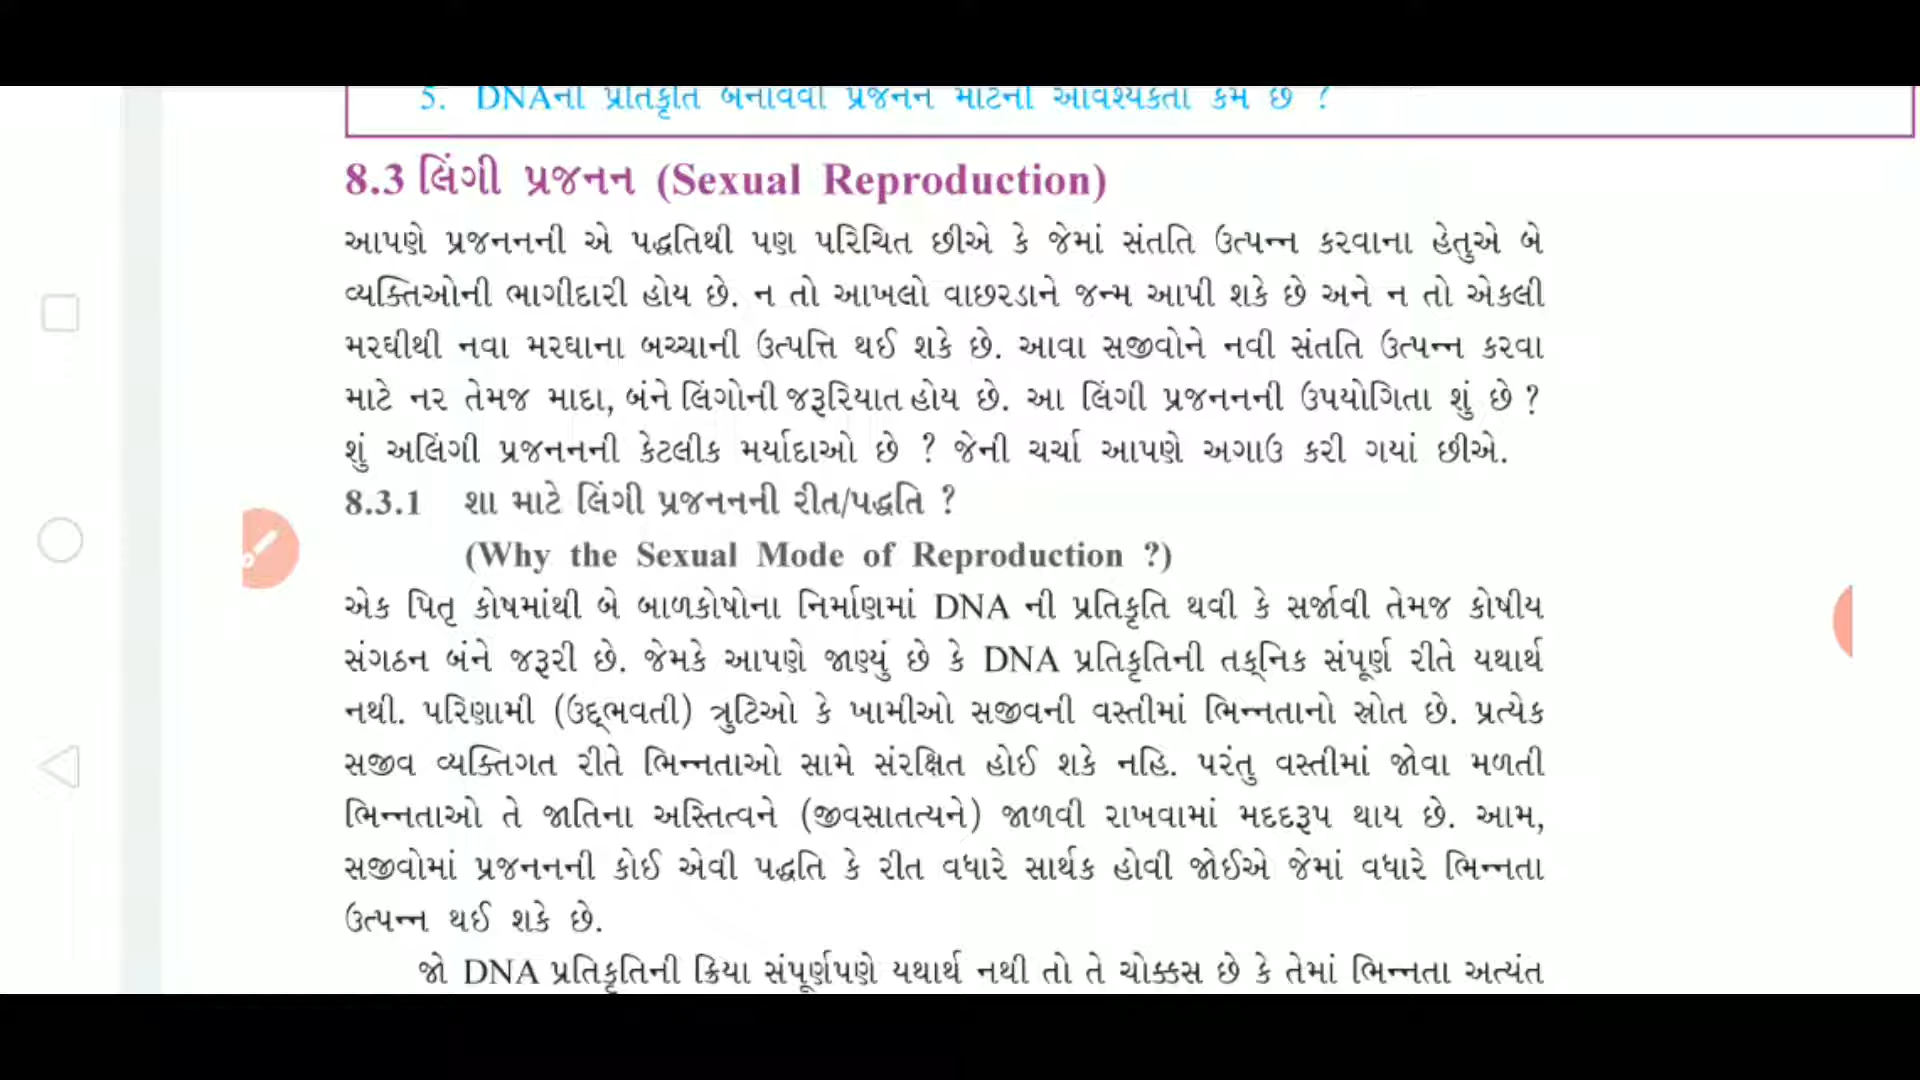 5. DNAની પ્રતિકૃતિ બનાવવી પ્રજનન માટેની આવશ્યકતા કેમ છે ?
8.3 લિંગી પ્રજનન (Sexual Reproduction)
આપણે પ્રજનનની એ પદ્ધતિથી પણ પરિચિત છીએ કે જેમાં સંતતિ ઉત્પન્ન કરવાના હેતુએ બે
વ્યક્તિઓની ભાગીદારી હોય છે. ન તો આખલો વાછરડાને જન્મ આપી શકે છે અને ન તો એકલી
મરઘીથી નવા મરઘાના બચ્ચાની ઉત્પત્તિ થઈ શકે છે. આવા સજીવોને નવી સંતતિ ઉત્પન્ન કરવા
માટે નર તેમજ માદા, બંને લિંગોની જરૂરિયાત હોય છે. આ લિંગી પ્રજનનની ઉપયોગિતા શું છે ?
શું અલિંગી પ્રજનનની કેટલીક મર્યાદાઓ છે ? જેની ચર્ચા આપણે અગાઉ કરી ગયાં છીએ.
8.3.1 શા માટે લિંગી પ્રજનનની રીત/પદ્ધતિ ?
(Why the Sexual Mode of Reproduction ?)
એક પિતૃ કોષમાંથી બે બાળકોષોના નિર્માણમાં DNA ની પ્રતિકૃતિ થવી કે સર્જાવી તેમજ કોષીય
સંગઠન બંને જરૂરી છે. જેમકે આપણે જાણ્યું છે કે DNA પ્રતિકૃતિની તક્નિક સંપૂર્ણ રીતે યથાર્થ
નથી. પરિણામી (ઉદ્દભવતી) ત્રુટિઓ કે ખામીઓ સજીવની વસ્તીમાં ભિન્નતાનો સ્રોત છે. પ્રત્યેક
સજીવ વ્યક્તિગત રીતે ભિન્નતાઓ સામે સંરક્ષિત હોઈ શકે નહિ. પરંતુ વસ્તીમાં જોવા મળતી
ભિન્નતાઓ તે જાતિના અસ્તિત્વને (જીવસાતત્યને) જાળવી રાખવામાં મદદરૂપ થાય છે. આમ,
સજીવોમાં પ્રજનનની કોઈ એવી પદ્ધતિ કે રીત વધારે સાર્થક હોવી જોઈએ જેમાં વધારે ભિન્નતા
ઉત્પન્ન થઈ શકે છે.
જો DNA પ્રતિકૃતિની ક્રિયા સંપૂર્ણપણે યથાર્થ નથી તો તે ચોક્કસ છે કે તેમાં ભિન્નતા અત્યંત